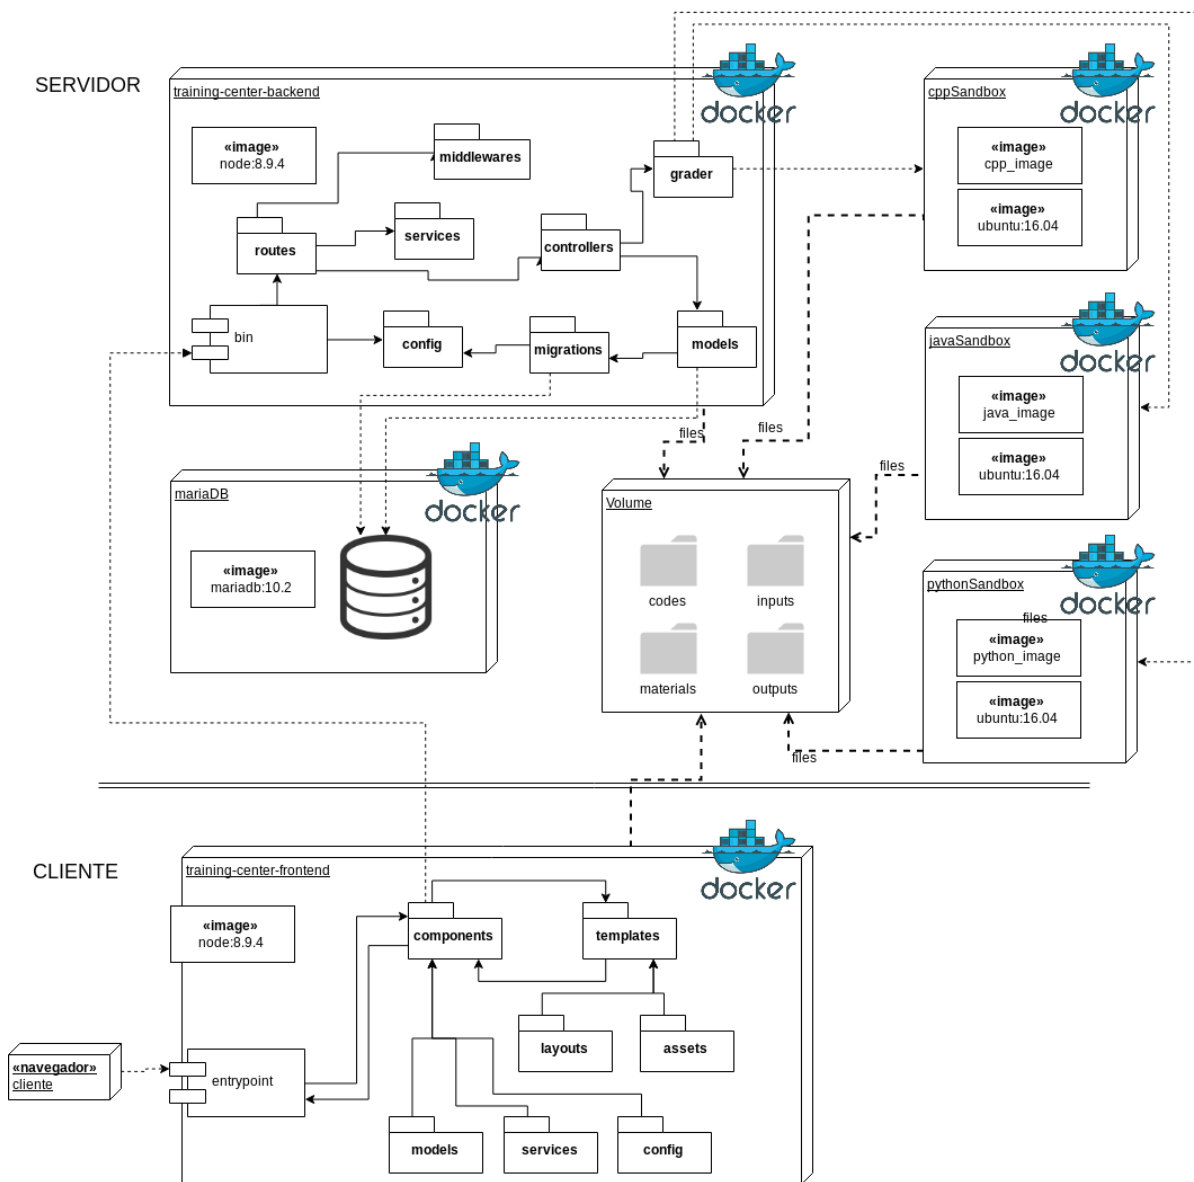 SERVIDOR
training-center-backend
docker
«image»
node:8.9.4
middlewares
grader
routes
services
controllers
bin
config
migrations
models
cppSandbox
docker
«image»
cpp_image
«image»
ubuntu:16.04
javaSandbox
docker
«image»
java_image
«image»
ubuntu:16.04
files
files
files
mariaDB
docker
«image»
mariadb:10.2
Volume
codes
inputs
materials
outputs
pythonSandbox
docker
files
«image»
python_image
«image»
ubuntu:16.04
files
CLIENTE
training-center-frontend
docker
«image»
node:8.9.4
components
templates
layouts
assets
«navegador»
cliente
entrypoint
models
services
config